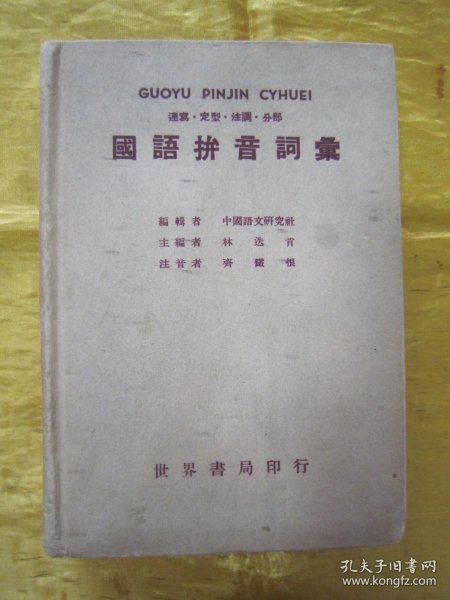 GUOYU PINJIN CYHUEI
連寫·定型·注調·分部
國語拚音詞彙
編輯者 中國語文研究社
主編者 林迭肯
注音者 齊鐵恨
世界書局印行
孔夫子旧书网
www.kongfz.com